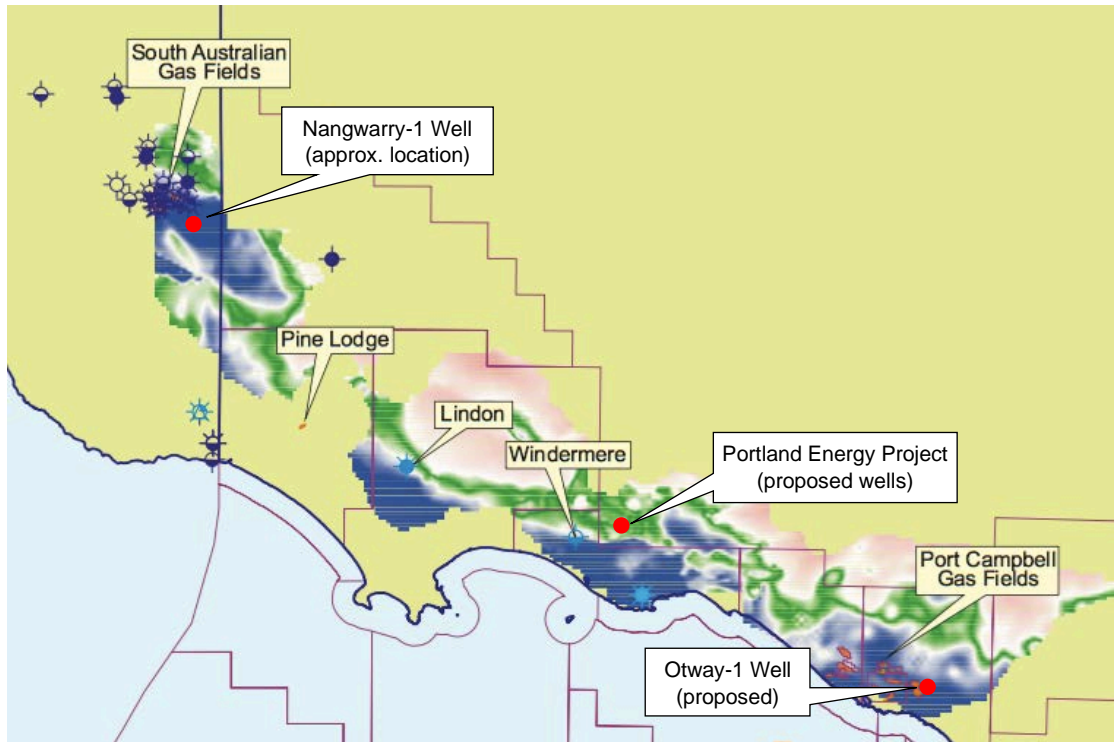 South Australian
Gas Fields
Nangwarry-1 Well
(approx. location)
Pine Lodge
Lindon
Windermere
Portland Energy Project
(proposed wells)
Port Campbell
Gas Fields
Otway-1 Well
(proposed)